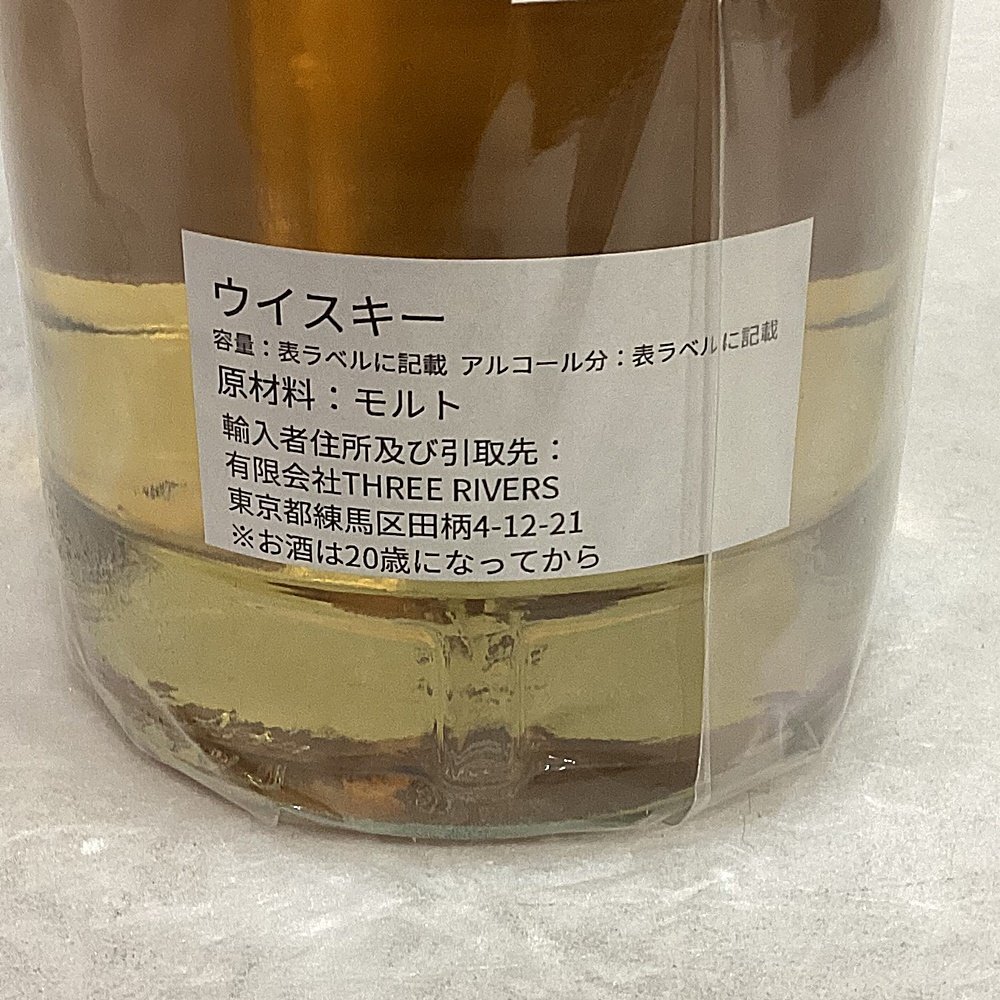 ウイスキー
容量：表ラベルに記載 アルコール分：表ラベルに記載
原材料：モルト
輸入者住所及び引取先：
有限会社THREE RIVERS
東京都練馬区田柄4-12-21
※お酒は20歳になってから